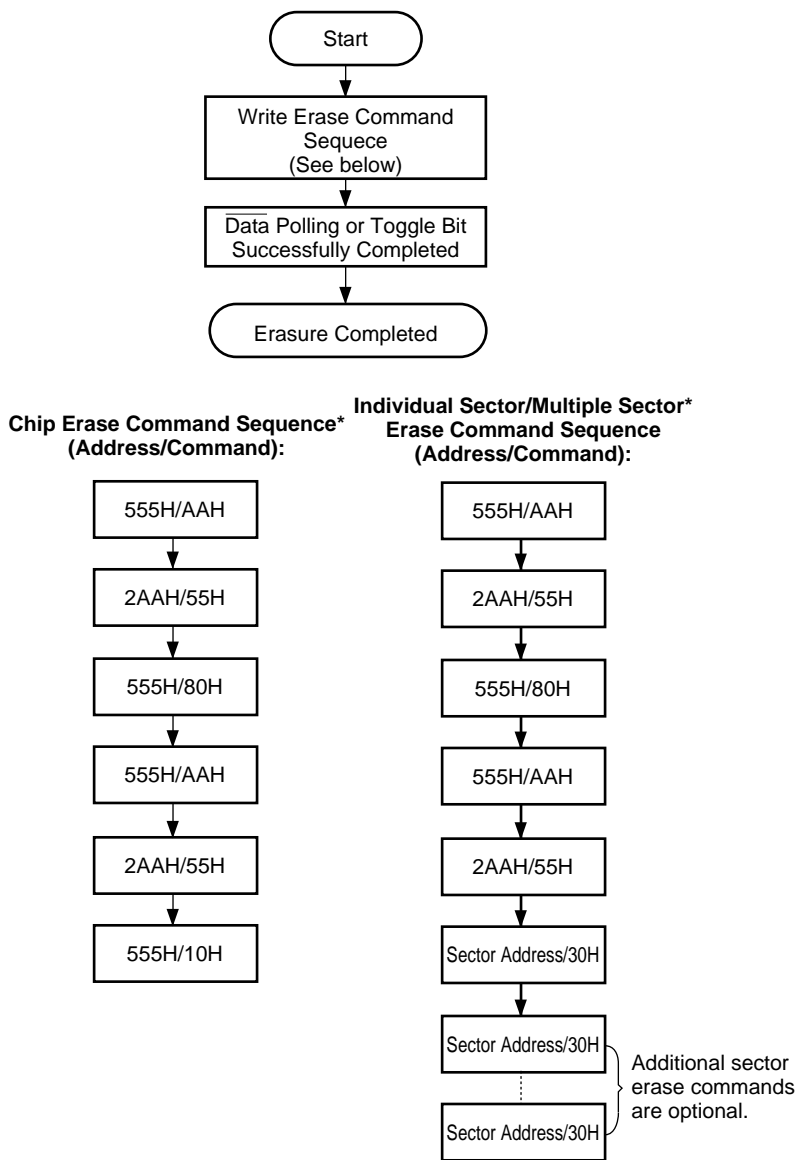 Start
Write Erase Command
Sequece
(See below)
Data Polling or Toggle Bit
Successfully Completed
Erasure Completed
Chip Erase Command Sequence*
(Address/Command):
555H/AAH
2AAH/55H
555H/80H
555H/AAH
2AAH/55H
555H/10H
Individual Sector/Multiple Sector*
Erase Command Sequence
(Address/Command):
555H/AAH
2AAH/55H
555H/80H
555H/AAH
2AAH/55H
Sector Address/30H
Sector Address/30H
Sector Address/30H
Additional sector
erase commands
are optional.